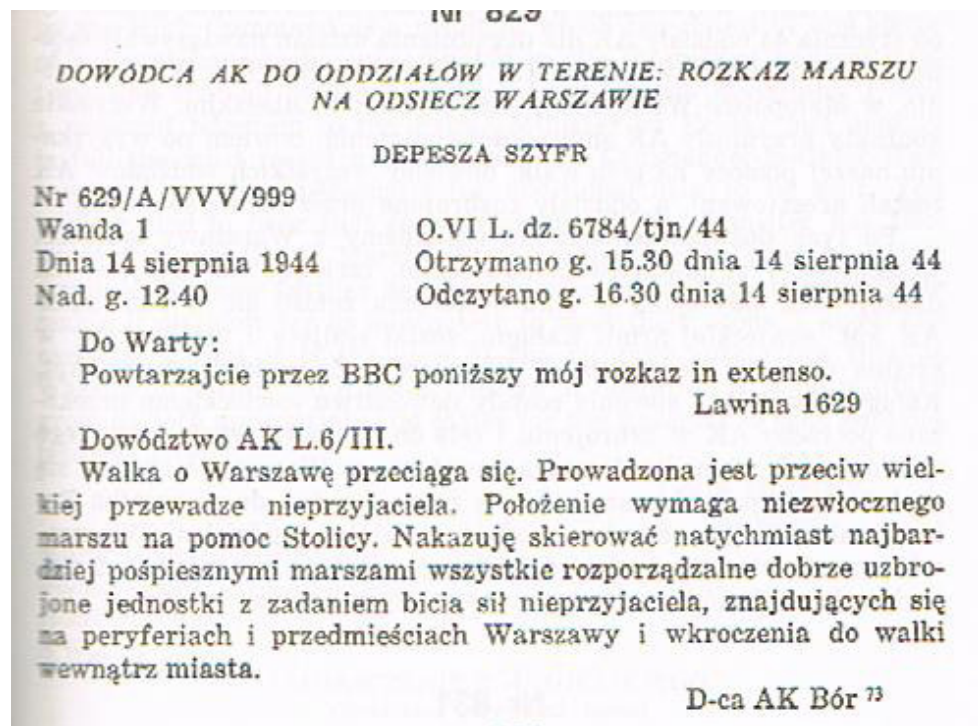 Nr 829
DOWÓDCA AK DO ODDZIAŁÓW W TERENIE: ROZKAZ MARSZU
NA ODSIECZ WARSZAWIE
DEPESZA SZYFR
Nr 629/A/VVV/999
Wanda 1 O.VI L. dz. 6784/tjn/44
Dnia 14 sierpnia 1944 Otrzymano g. 15.30 dnia 14 sierpnia 44
Nad. g. 12.40 Odczytano g. 16.30 dnia 14 sierpnia 44
Do Warty:
Powtarzajcie przez BBC poniższy mój rozkaz in extenso.
Lawina 1629
Dowództwo AK L.6/III.
Walka o Warszawę przeciąga się. Prowadzona jest przeciw wiel-
kiej przewadze nieprzyjaciela. Położenie wymaga niezwłocznego
marszu na pomoc Stolicy. Nakazuję skierować natychmiast najbar-
dziej pośpiesznymi marszami wszystkie rozporządzalne dobrze uzbro-
jone jednostki z zadaniem bicia sił nieprzyjaciela, znajdujących się
na peryferiach i przedmieściach Warszawy i wkroczenia do walki
wewnątrz miasta.
D-ca AK Bór 73